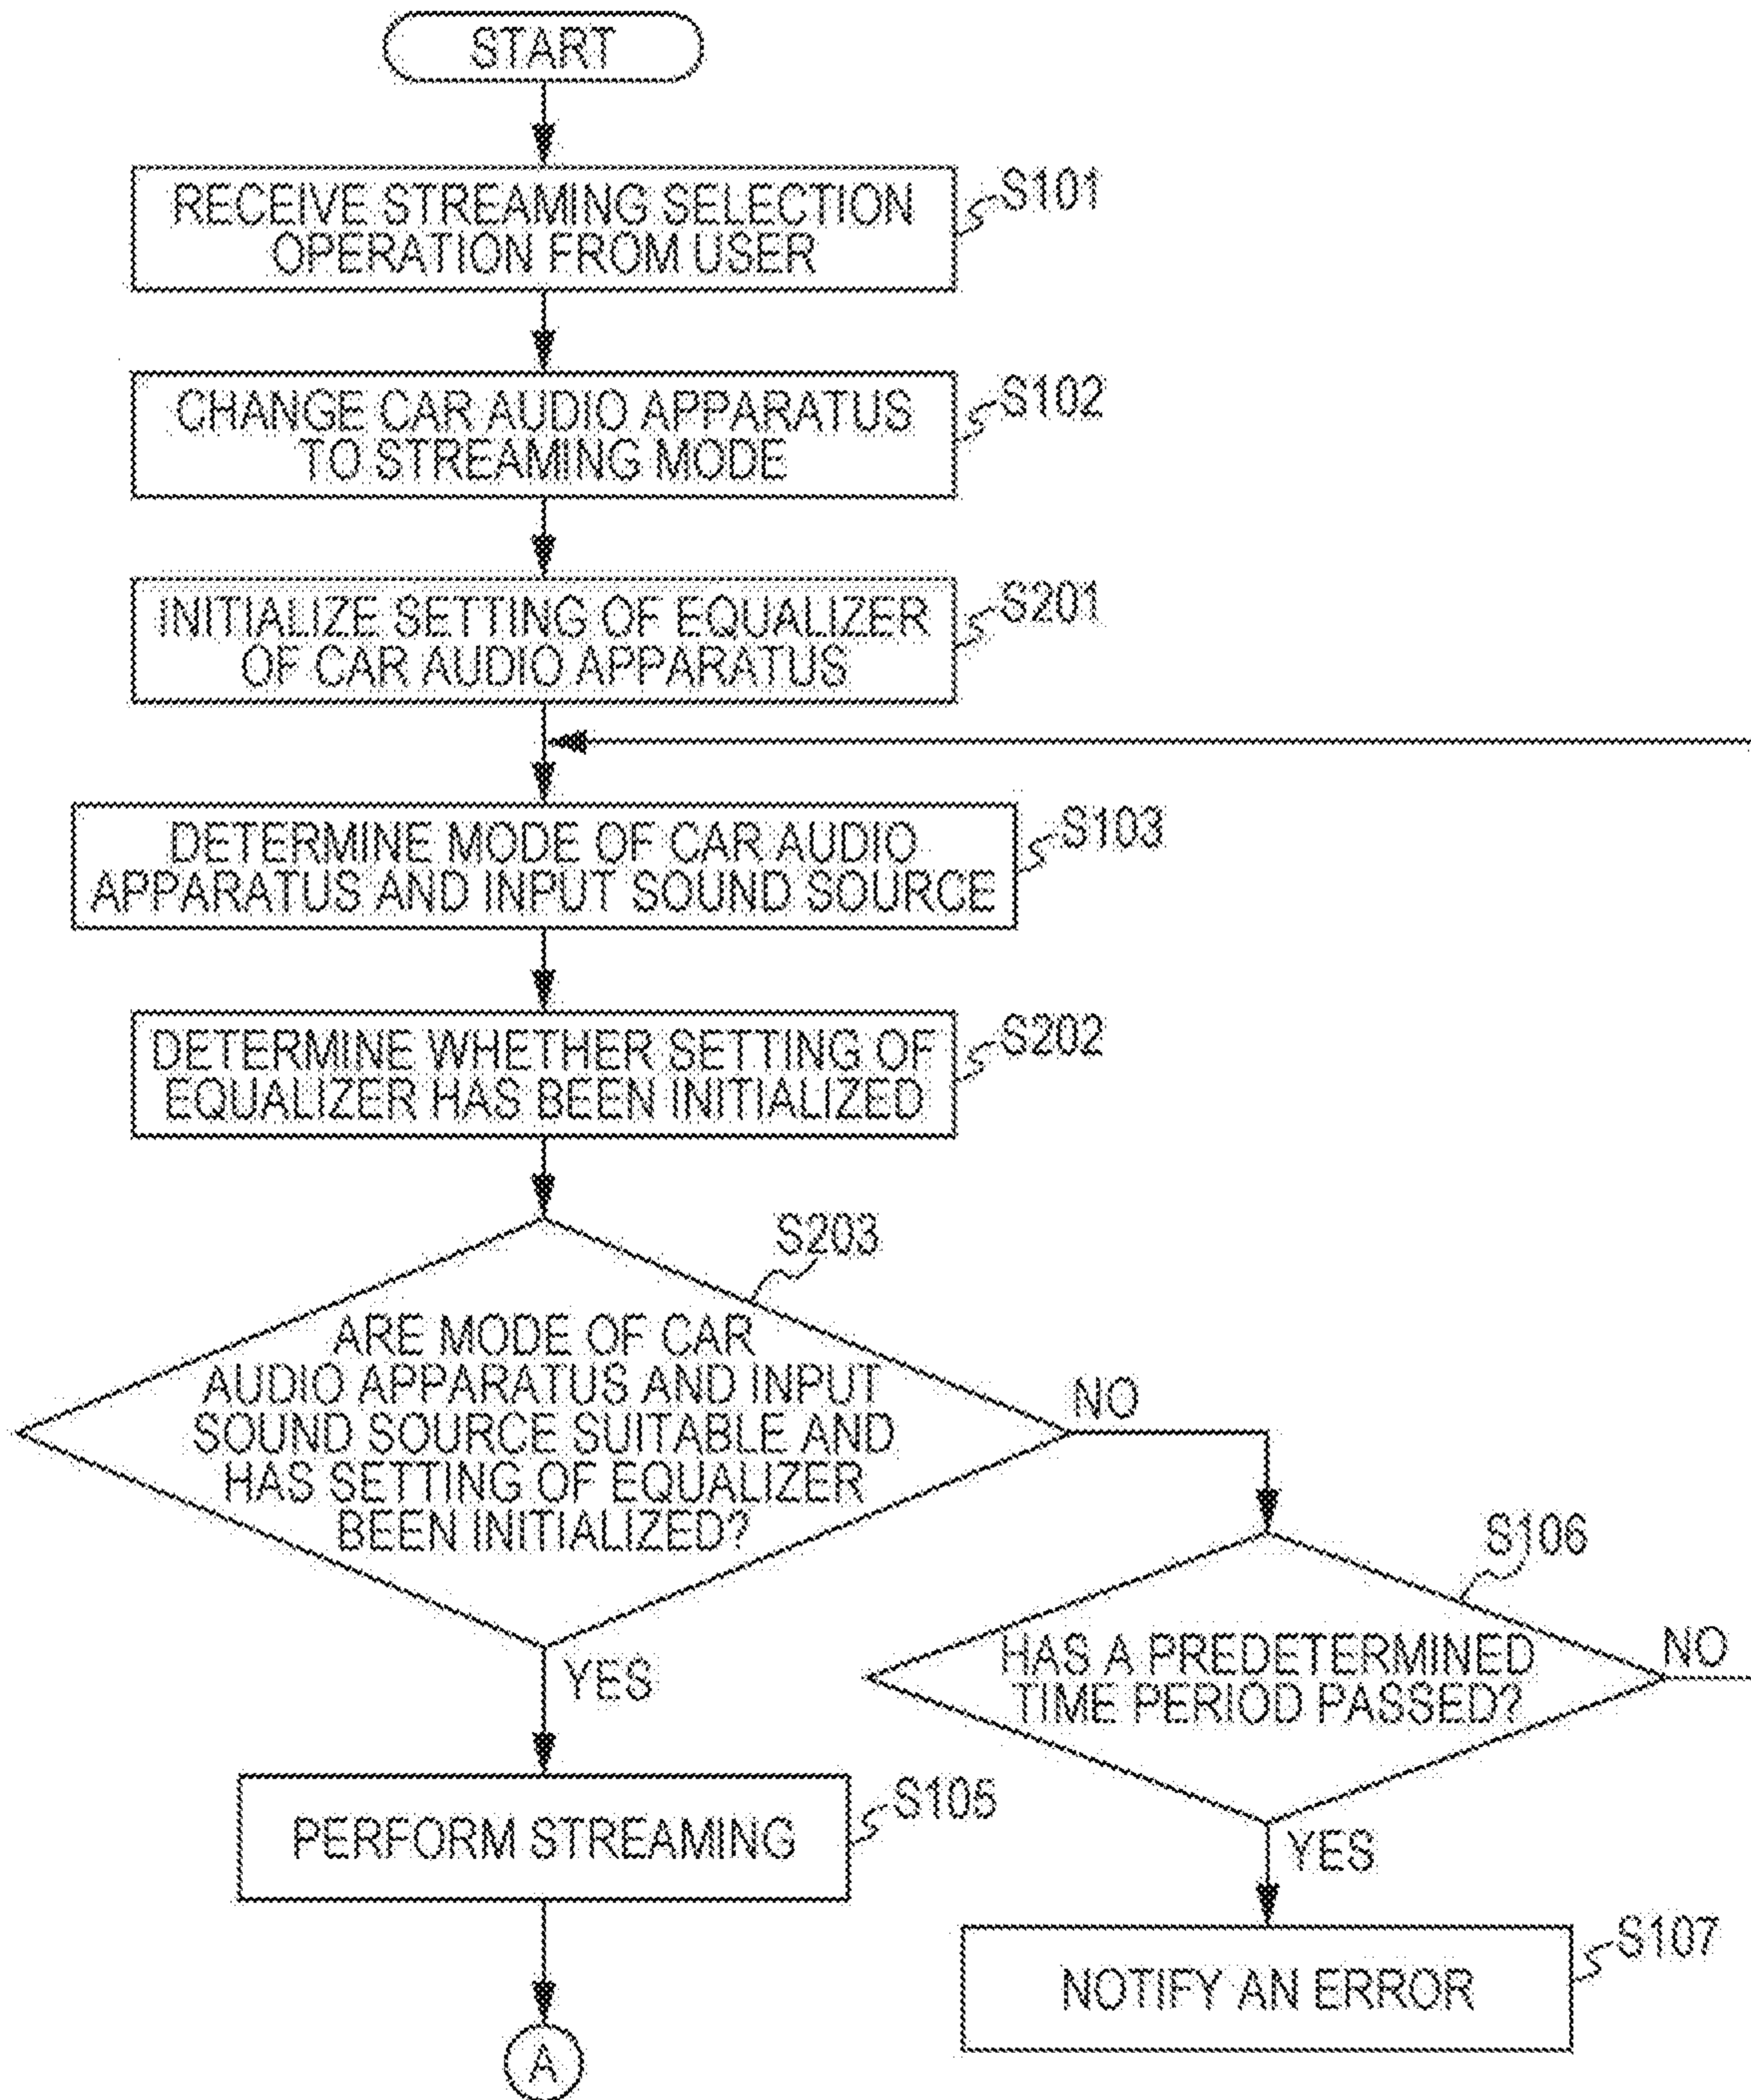 START
RECEIVE STREAMING SELECTION
OPERATION FROM USER
S101
CHANGE CAR AUDIO APPARATUS
TO STREAMING MODE
S102
INITIALIZE SETTING OF EQUALIZER
OF CAR AUDIO APPARATUS
S201
DETERMINE MODE OF CAR AUDIO
APPARATUS AND INPUT SOUND SOURCE
S103
DETERMINE WHETHER SETTING OF
EQUALIZER HAS BEEN INITIALIZED
S202
S203
ARE MODE OF CAR
AUDIO APPARATUS AND INPUT
SOUND SOURCE SUITABLE AND
HAS SETTING OF EQUALIZER
BEEN INITIALIZED?
NO
YES
S106
HAS A PREDETERMINED
TIME PERIOD PASSED?
NO
YES
PERFORM STREAMING
S105
NOTIFY AN ERROR
S107
A